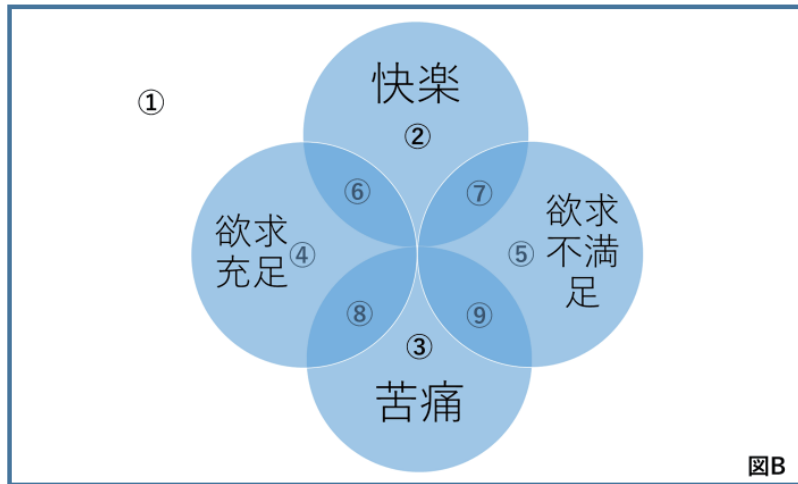 ①
快楽
②
⑥
⑦
欲求
充足
④
⑤
欲求
不満
足
⑧
⑨
③
苦痛
図B